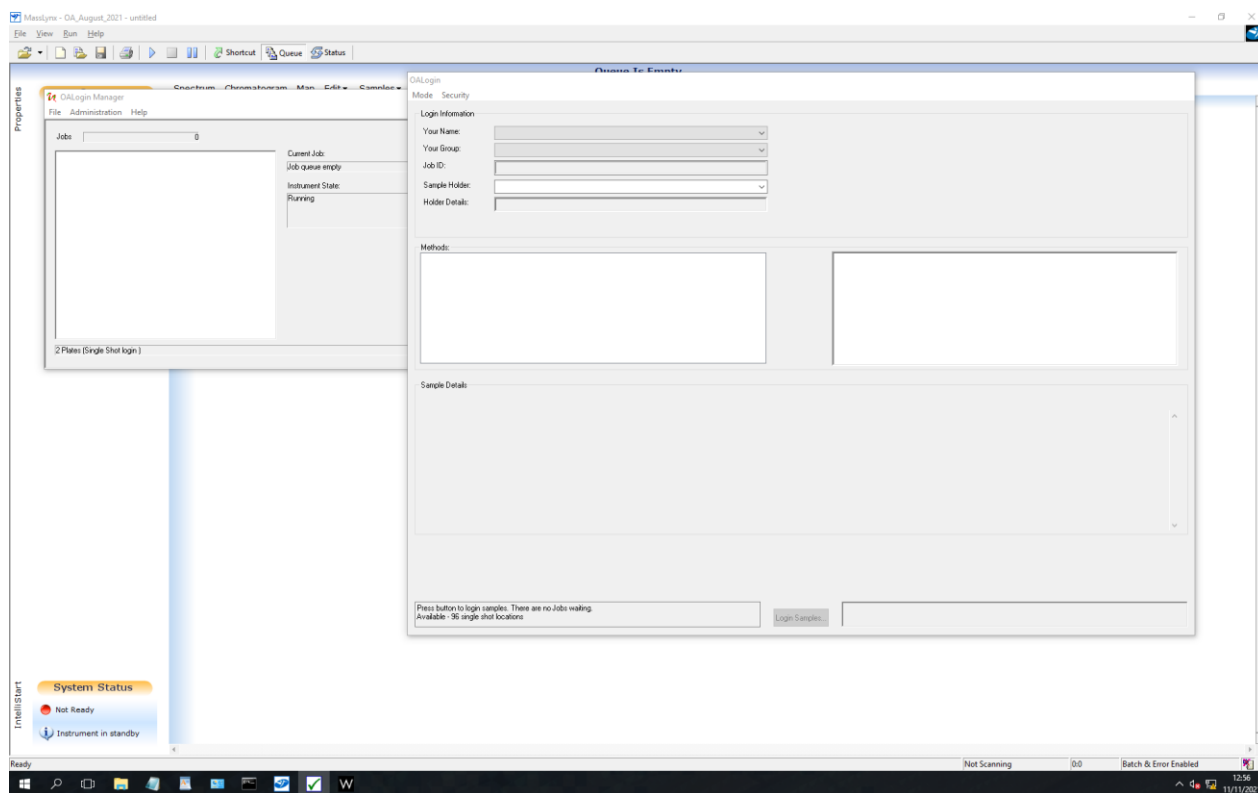 MassLynx - OA_August_2021 - untitled
File View Run Help
Shortcut Queue Status
Queue Is Empty
Spectrum Chromatogram Map Edit Samples
Properties
OALogin Manager
File Administration Help
Jobs 0
Current Job:
Job queue empty
Instrument State:
Running
2 Plates (Single Shot login )
OALogin
Mode Security
Login Information
Your Name:
Your Group:
Job ID:
Sample Holder:
Holder Details:
Methods:
Sample Details
Press button to login samples. There are no Jobs waiting.
Available - 96 single shot locations
Login Samples...
IntelliStart
System Status
Not Ready
Instrument in standby
Ready
Not Scanning
0:0
Batch & Error Enabled
W
12:56